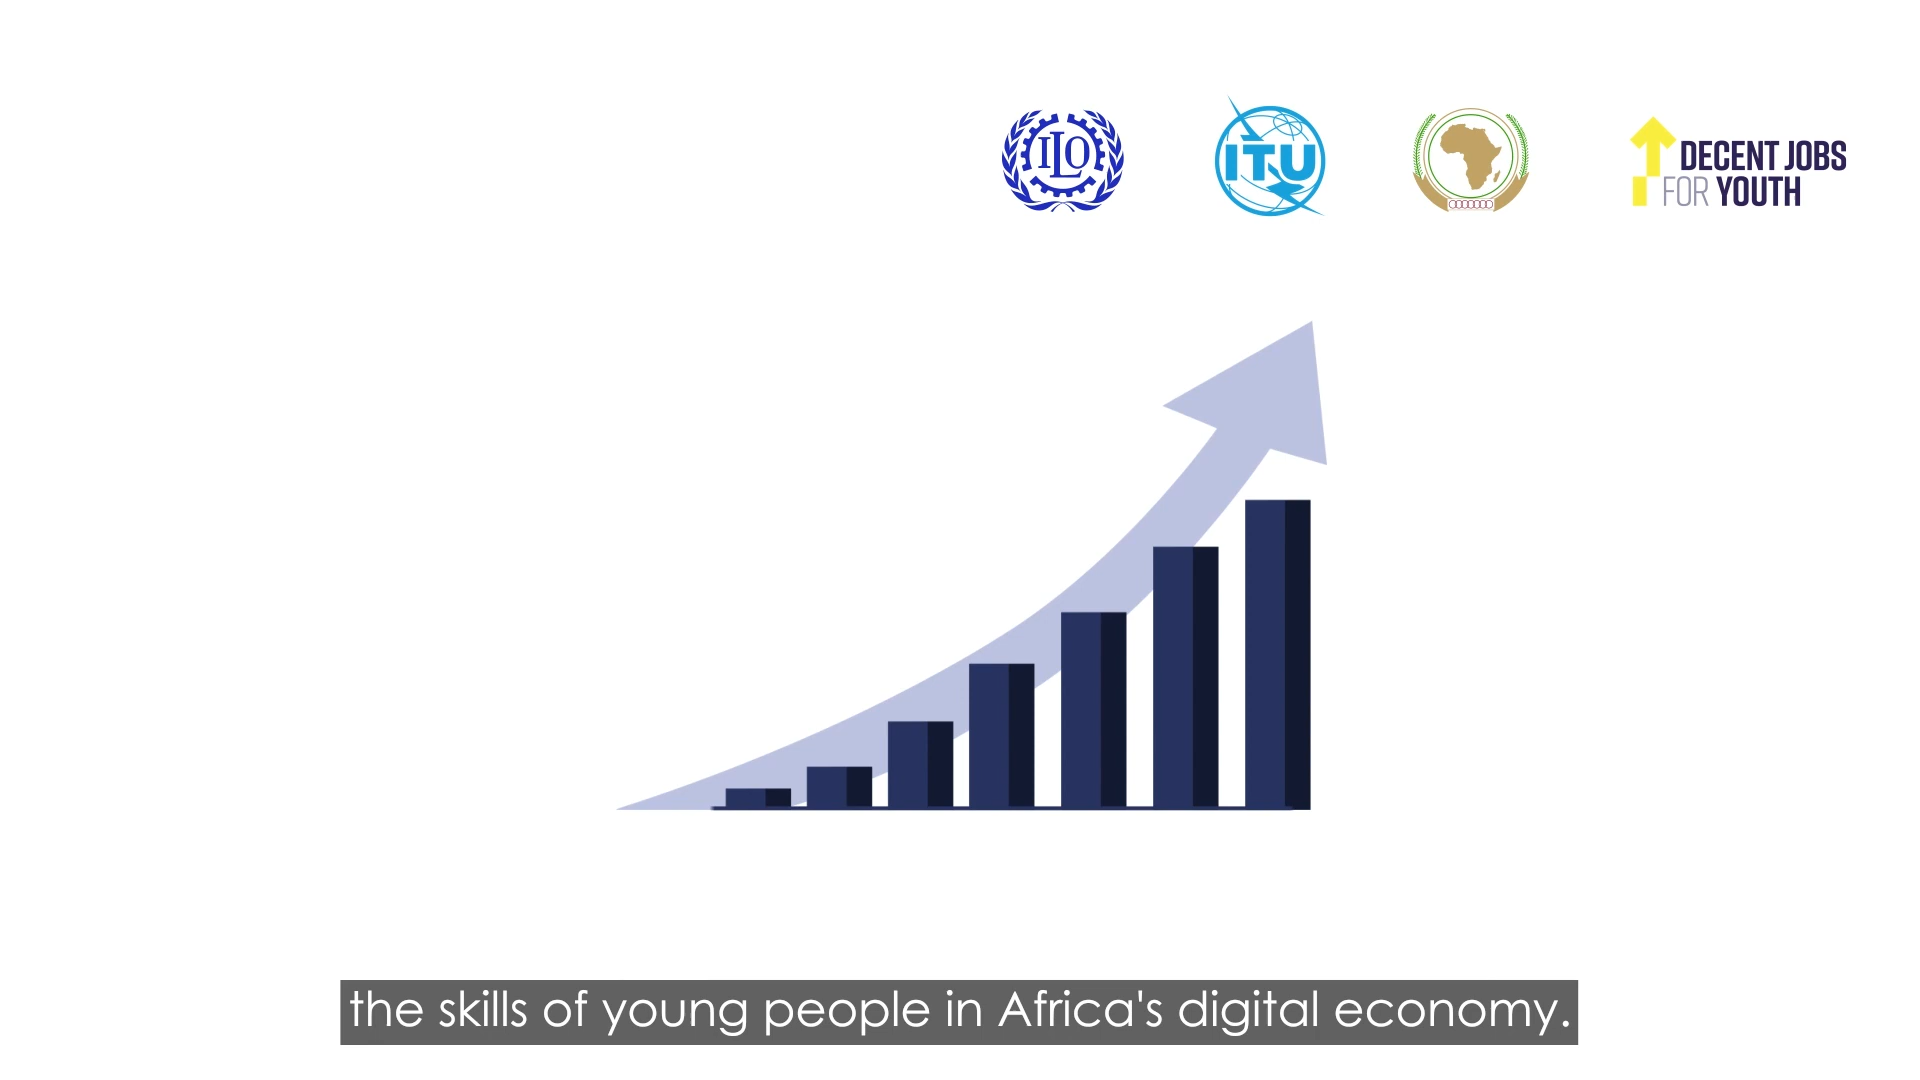 ILO
ITU
DECENT JOBS
FOR YOUTH
the skills of young people in Africa's digital economy.